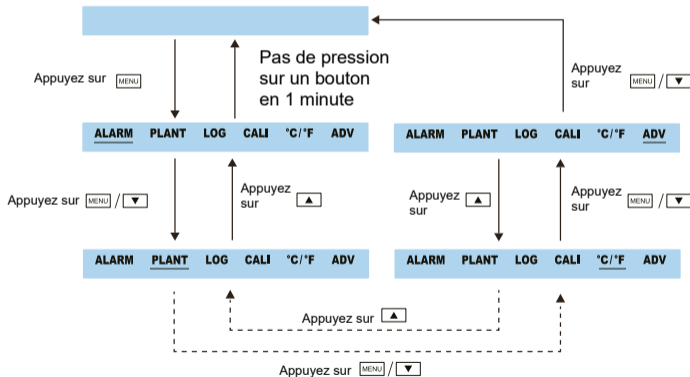 Pas de pression
sur un bouton
en 1 minute
Appuyez sur MENU
Appuyez
sur MENU / ▼
ALARM PLANT LOG CALI °C/°F ADV
ALARM PLANT LOG CALI °C/°F ADV
Appuyez sur MENU / ▼
Appuyez
sur ▲
Appuyez
sur ▲
Appuyez
sur MENU / ▼
ALARM PLANT LOG CALI °C/°F ADV
ALARM PLANT LOG CALI °C/°F ADV
Appuyez sur ▲
Appuyez sur MENU / ▼